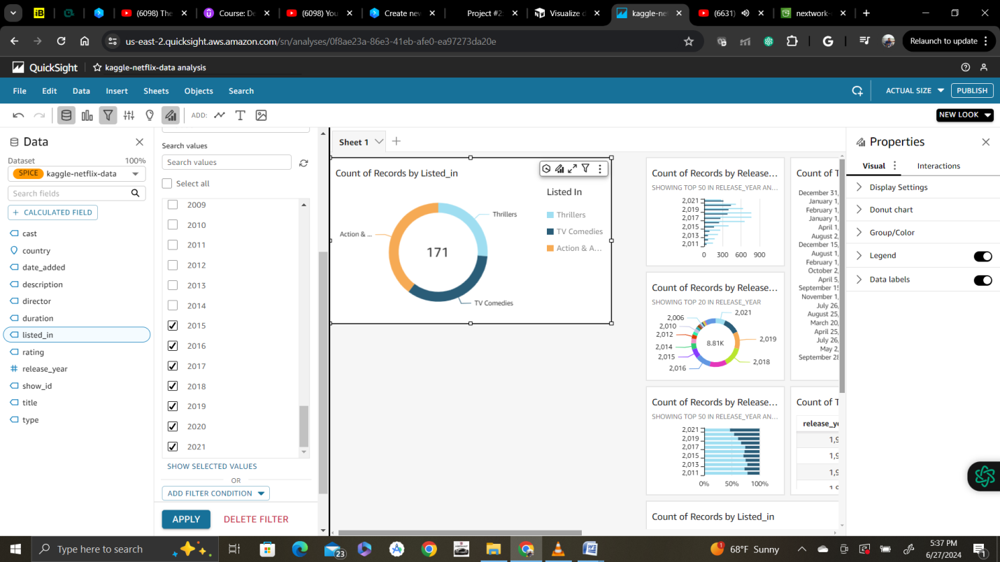 (6098) The
Course: De
(6098) You
Create new
Project #2:
Visualize d
kaggle-net
(6631)
nextwork-
us-east-2.quicksight.aws.amazon.com/sn/analyses/0f8ae23a-86e3-41eb-afe0-ea97273da20e
Relaunch to update
QuickSight
kaggle-netflix-data analysis
File Edit Data Insert Sheets Objects Search
ACTUAL SIZE
PUBLISH
ADD:
NEW LOOK
Data
Dataset 100%
SPICE kaggle-netflix-data
Search fields
+ CALCULATED FIELD
cast
country
date_added
description
director
duration
listed_in
rating
# release_year
show_id
title
type
Search values
Search values
Select all
2009
2010
2011
2012
2013
2014
2015
2016
2017
2018
2019
2020
2021
SHOW SELECTED VALUES
OR
ADD FILTER CONDITION
APPLY
DELETE FILTER
Sheet 1
Count of Records by Listed_in
Listed In
Thrillers
TV Comedies
Action & A...
Thrillers
Action & ...
171
TV Comedies
Count of Records by Release...
SHOWING TOP 50 IN RELEASE_YEAR AN...
2,021
2,019
2,017
2,015
2,013
2,011
0 300 600 900
Count of Records by Release...
SHOWING TOP 20 IN RELEASE_YEAR
2,021
2,006
2,010
2,012
2,014
2,015
2,016
8.81K
2,019
2,018
Count of Records by Release...
SHOWING TOP 50 IN RELEASE_YEAR AN...
2,021
2,019
2,017
2,015
2,013
2,011
0% 50% 100%
Count of Records by Listed_in
Count of T
December 31,
January 1,
February 1,
January 1,
April 1,
August 2,
December 15,
August 1,
February 1,
October 2,
April 5,
September 15
November 1,
July 26,
August 25,
March 20,
April 25,
July 26,
May 2,
September 28
Count of T
release_ye
1,9
1,9
1,9
1,9
Properties
Visual
Interactions
Display Settings
Donut chart
Group/Color
Legend
Data labels
Type here to search
23
1
68°F Sunny
5:37 PM
6/27/2024
1